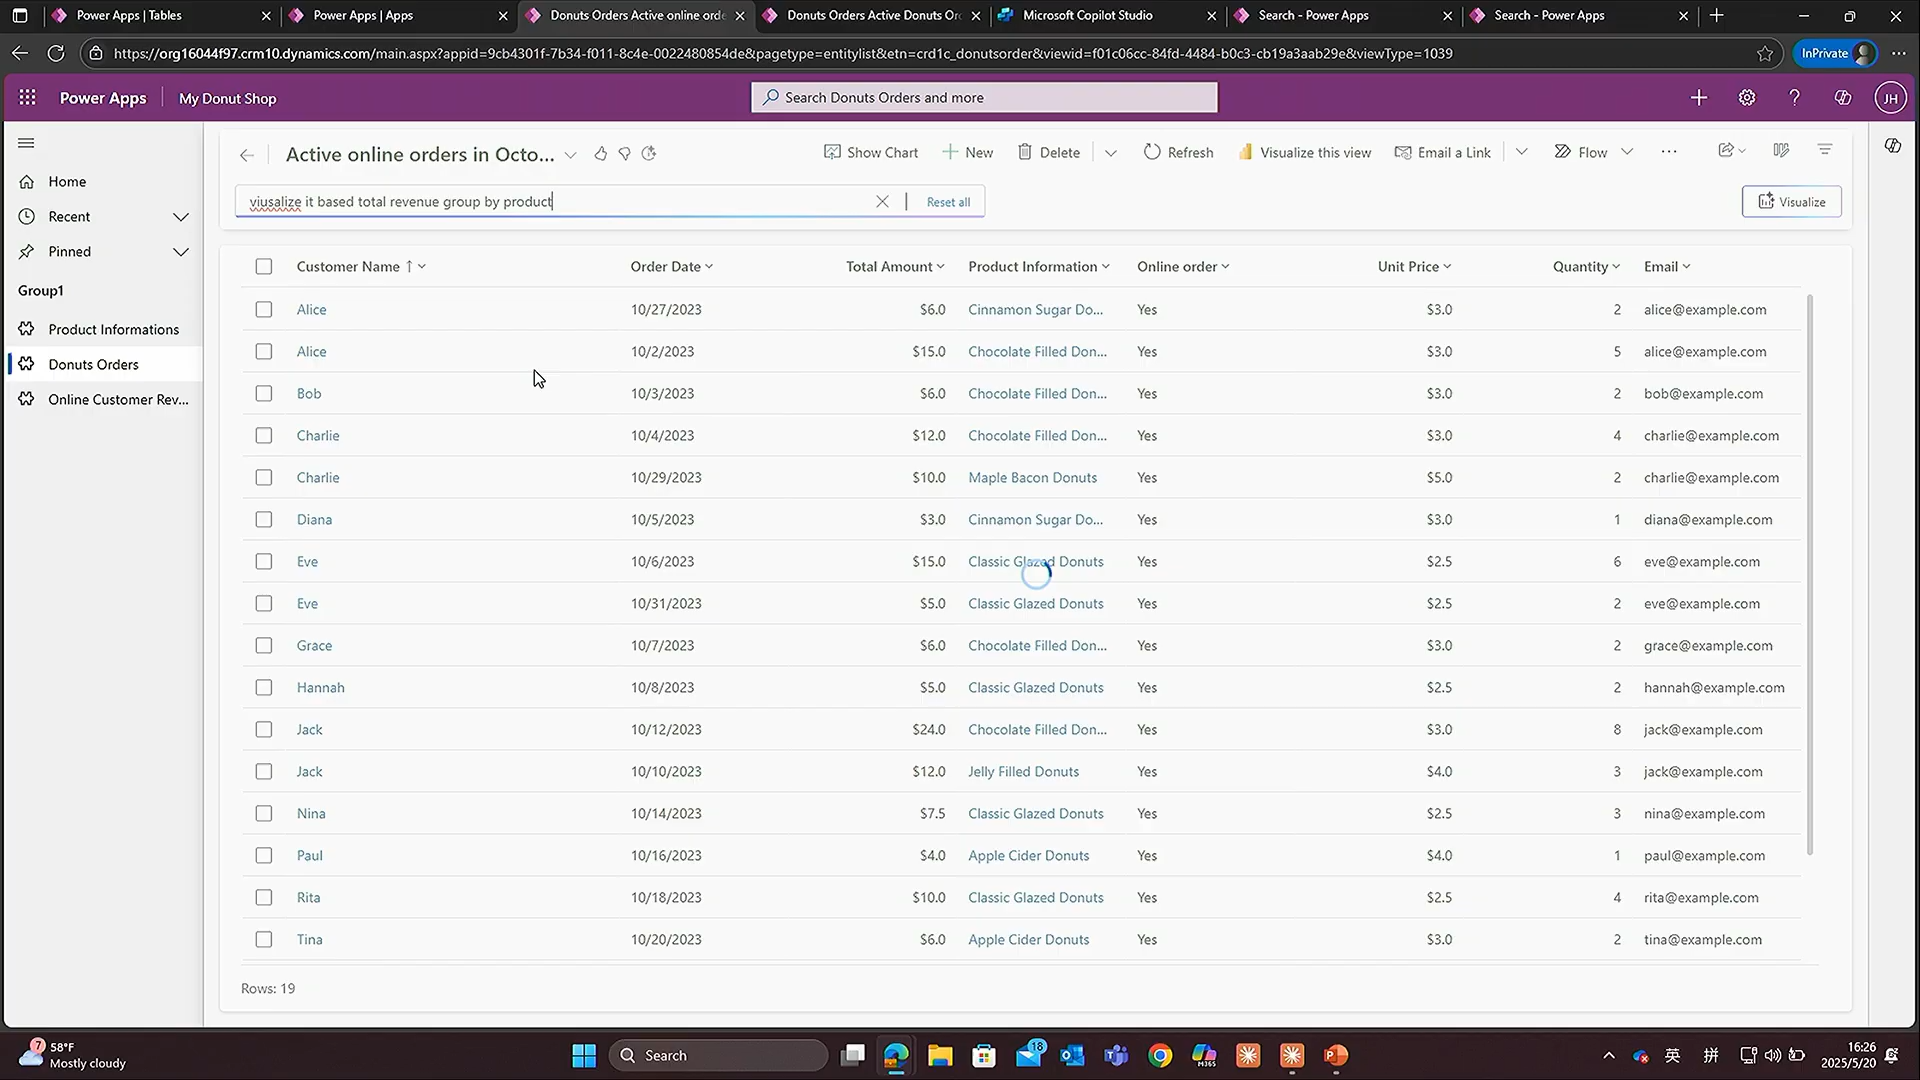 Power Apps | Tables
Power Apps | Apps
Donuts Orders Active online orde
Donuts Orders Active Donuts Or
Microsoft Copilot Studio
Search - Power Apps
Search - Power Apps
https://org16044f97.crm10.dynamics.com/main.aspx?appid=9cb4301f-7b34-f011-8c4e-0022480854de&pagetype=entitylist&etn=crd1c_donutsorder&viewid=f01c06cc-84fd-4484-b0c3-cb19a3aab29e&viewType=1039
InPrivate
Power Apps
My Donut Shop
Search Donuts Orders and more
JH
Home
Recent
Pinned
Group1
Product Informations
Donuts Orders
Online Customer Rev...
Active online orders in Octo...
Show Chart
New
Delete
Refresh
Visualize this view
Email a Link
Flow
viusalize it based total revenue group by product
Reset all
Visualize
Customer Name Order Date Total Amount Product Information Online order Unit Price Quantity Email
Alice 10/27/2023 $6.0 Cinnamon Sugar Do... Yes $3.0 2 alice@example.com
Alice 10/2/2023 $15.0 Chocolate Filled Don... Yes $3.0 5 alice@example.com
Bob 10/3/2023 $6.0 Chocolate Filled Don... Yes $3.0 2 bob@example.com
Charlie 10/4/2023 $12.0 Chocolate Filled Don... Yes $3.0 4 charlie@example.com
Charlie 10/29/2023 $10.0 Maple Bacon Donuts Yes $5.0 2 charlie@example.com
Diana 10/5/2023 $3.0 Cinnamon Sugar Do... Yes $3.0 1 diana@example.com
Eve 10/6/2023 $15.0 Classic Glazed Donuts Yes $2.5 6 eve@example.com
Eve 10/31/2023 $5.0 Classic Glazed Donuts Yes $2.5 2 eve@example.com
Grace 10/7/2023 $6.0 Chocolate Filled Don... Yes $3.0 2 grace@example.com
Hannah 10/8/2023 $5.0 Classic Glazed Donuts Yes $2.5 2 hannah@example.com
Jack 10/12/2023 $24.0 Chocolate Filled Don... Yes $3.0 8 jack@example.com
Jack 10/10/2023 $12.0 Jelly Filled Donuts Yes $4.0 3 jack@example.com
Nina 10/14/2023 $7.5 Classic Glazed Donuts Yes $2.5 3 nina@example.com
Paul 10/16/2023 $4.0 Apple Cider Donuts Yes $4.0 1 paul@example.com
Rita 10/18/2023 $10.0 Classic Glazed Donuts Yes $2.5 4 rita@example.com
Tina 10/20/2023 $6.0 Apple Cider Donuts Yes $3.0 2 tina@example.com
Rows: 19
7
58°F
Mostly cloudy
Search
18
M365
英
拼
16:26
2025/5/20